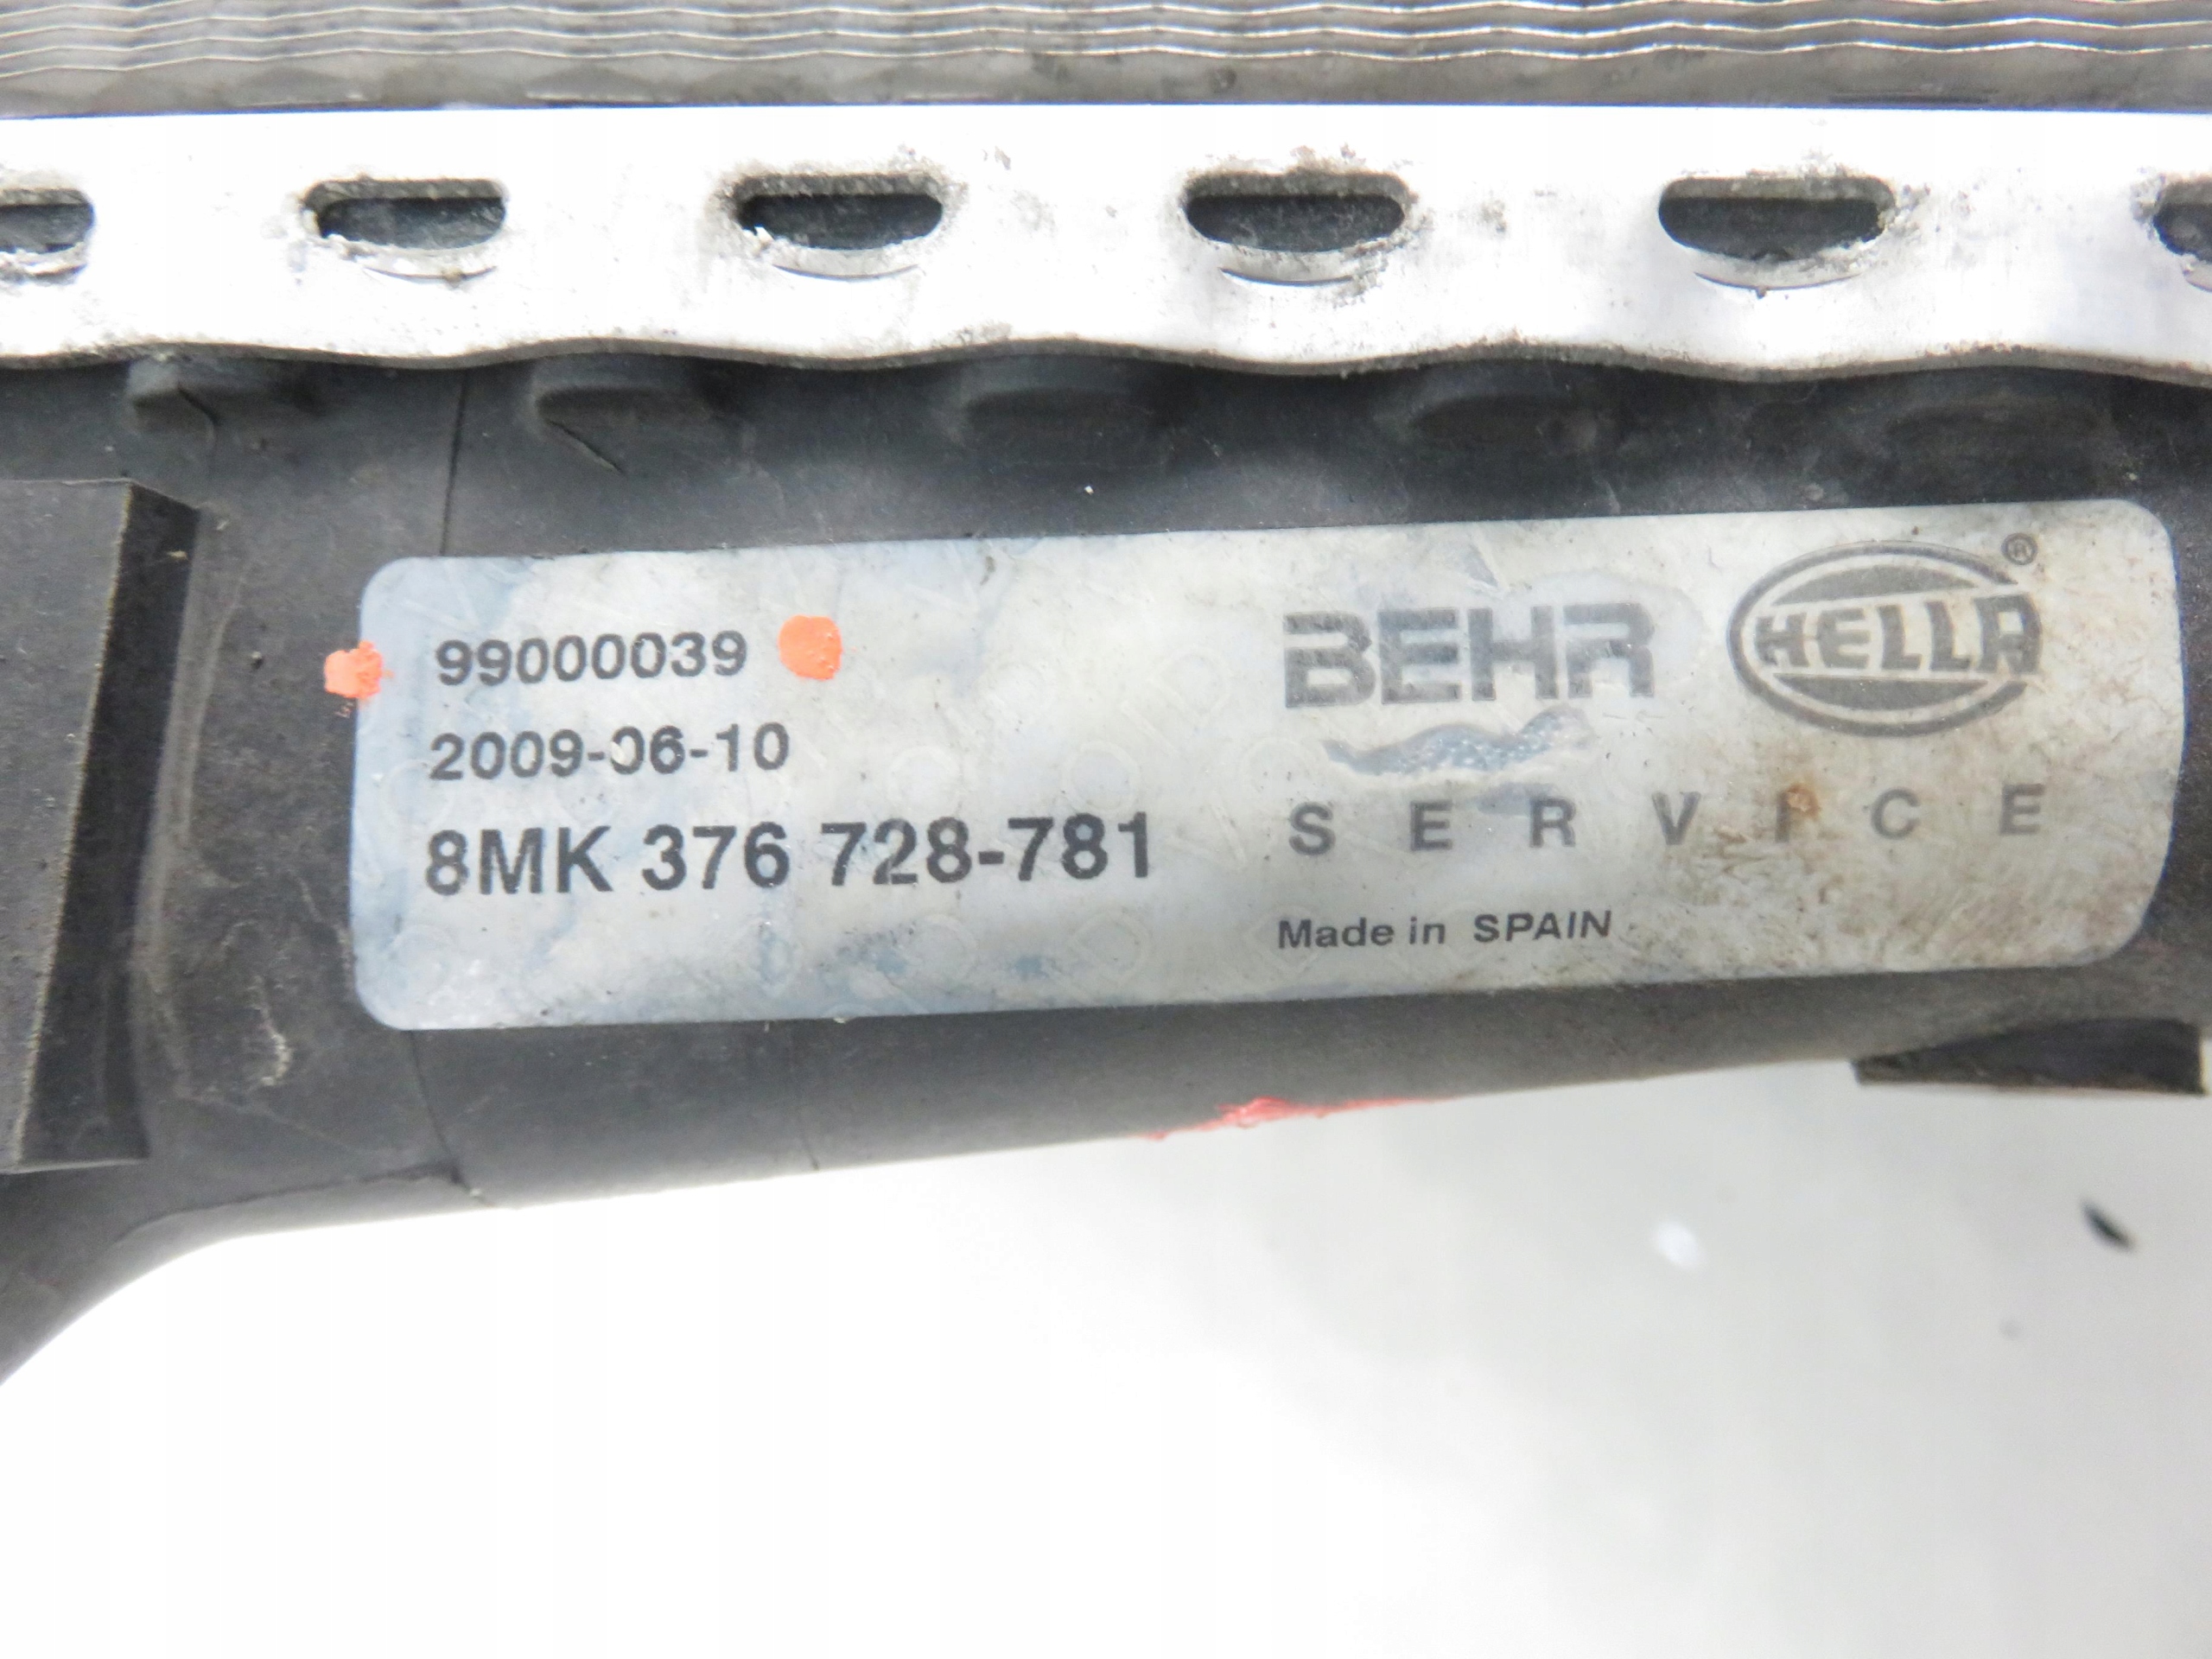 99000039
2009-06-10
8MK 376 728-781
BEHR HELLA®
SERVICE
Made in SPAIN